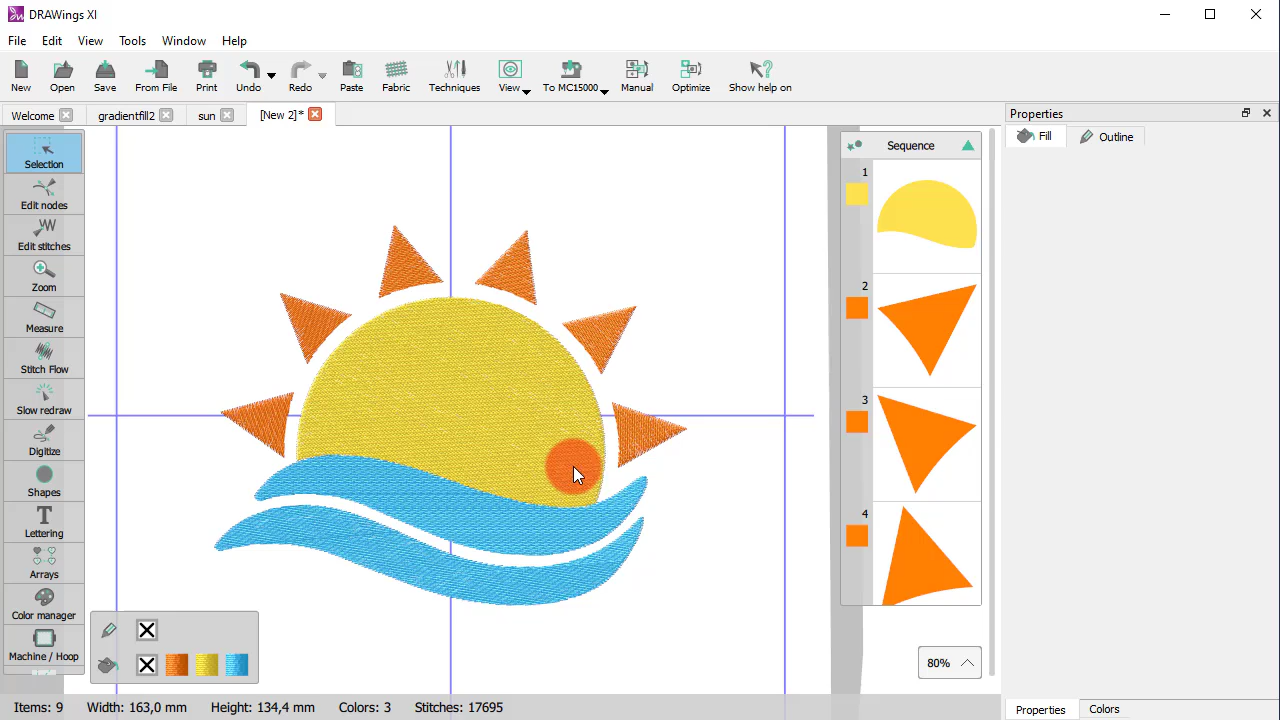 DRAWings XI
File Edit View Tools Window Help
New Open Save From File Print Undo Redo Paste Fabric Techniques View To MC15000 Manual Optimize Show help on
Welcome gradientfill2 sun [New 2]*
Properties
Fill Outline
Selection
Edit nodes
Edit stitches
Zoom
Measure
Stitch Flow
Slow redraw
Digitize
Shapes
Lettering
Arrays
Color manager
Machine / Hoop
Sequence
1
2
3
4
80%
Items: 9 Width: 163,0 mm Height: 134,4 mm Colors: 3 Stitches: 17695
Properties Colors